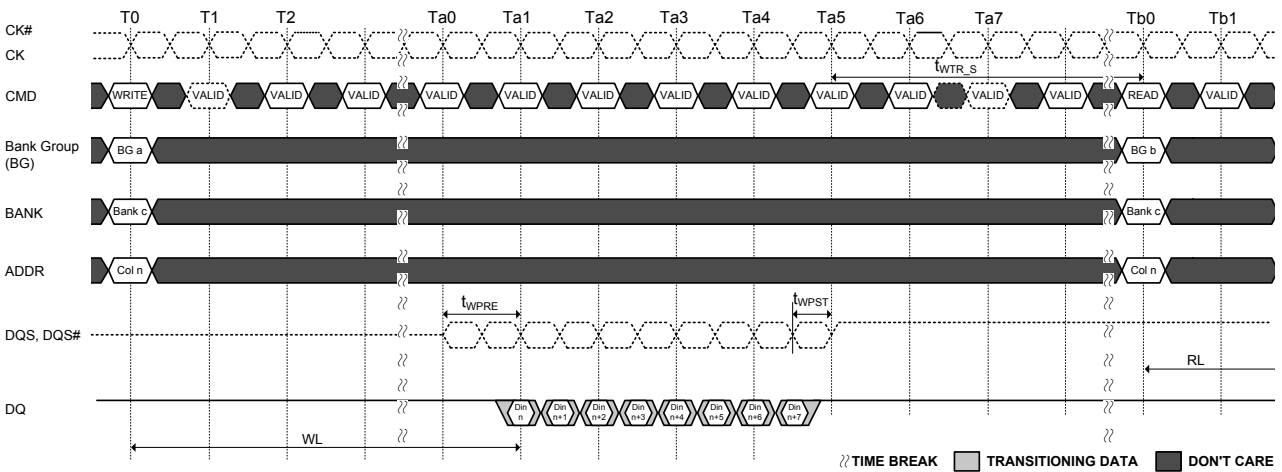 T0 T1 T2 Ta0 Ta1 Ta2 Ta3 Ta4 Ta5 Ta6 Ta7 Tb0 Tb1
CK#
CK
tWTR_S
CMD WRITE VALID VALID VALID VALID VALID VALID VALID VALID VALID VALID VALID VALID READ VALID
Bank Group
(BG)
BG a BG b
BANK Bank c Bank c
ADDR Col n Col n
tWPRE tWPST
DQS, DQS#
RL
DQ
Din n Din n+1 Din n+2 Din n+3 Din n+4 Din n+5 Din n+6 Din n+7
WL
TIME BREAK TRANSITIONING DATA DON'T CARE